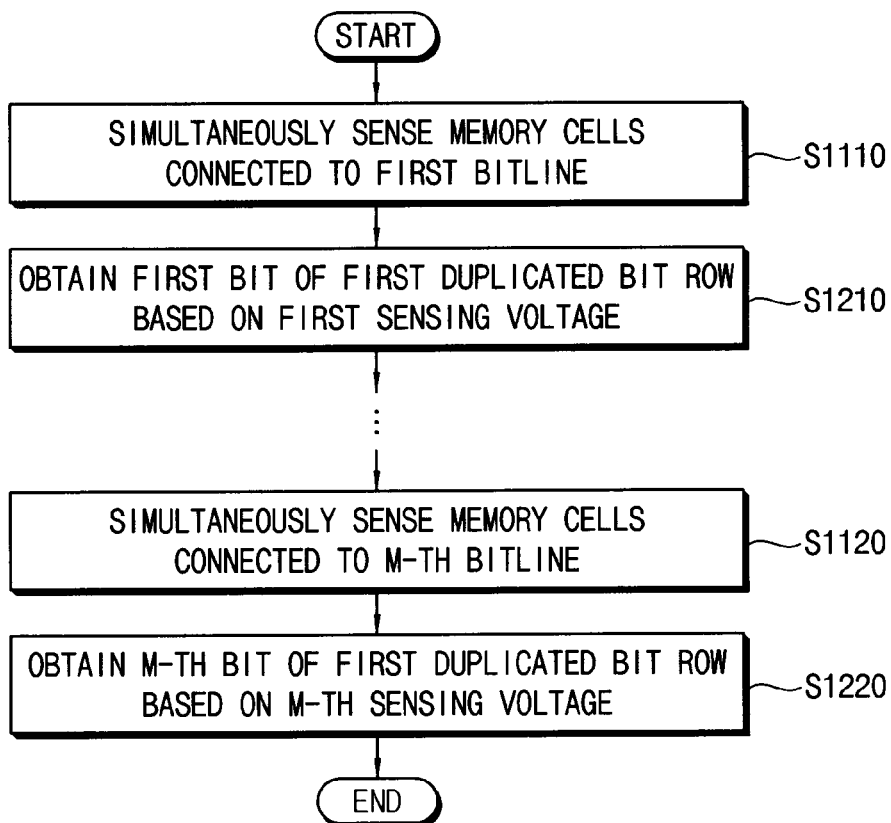 START
SIMULTANEOUSLY SENSE MEMORY CELLS
CONNECTED TO FIRST BITLINE
S1110
OBTAIN FIRST BIT OF FIRST DUPLICATED BIT ROW
BASED ON FIRST SENSING VOLTAGE
S1210
SIMULTANEOUSLY SENSE MEMORY CELLS
CONNECTED TO M-TH BITLINE
S1120
OBTAIN M-TH BIT OF FIRST DUPLICATED BIT ROW
BASED ON M-TH SENSING VOLTAGE
S1220
END